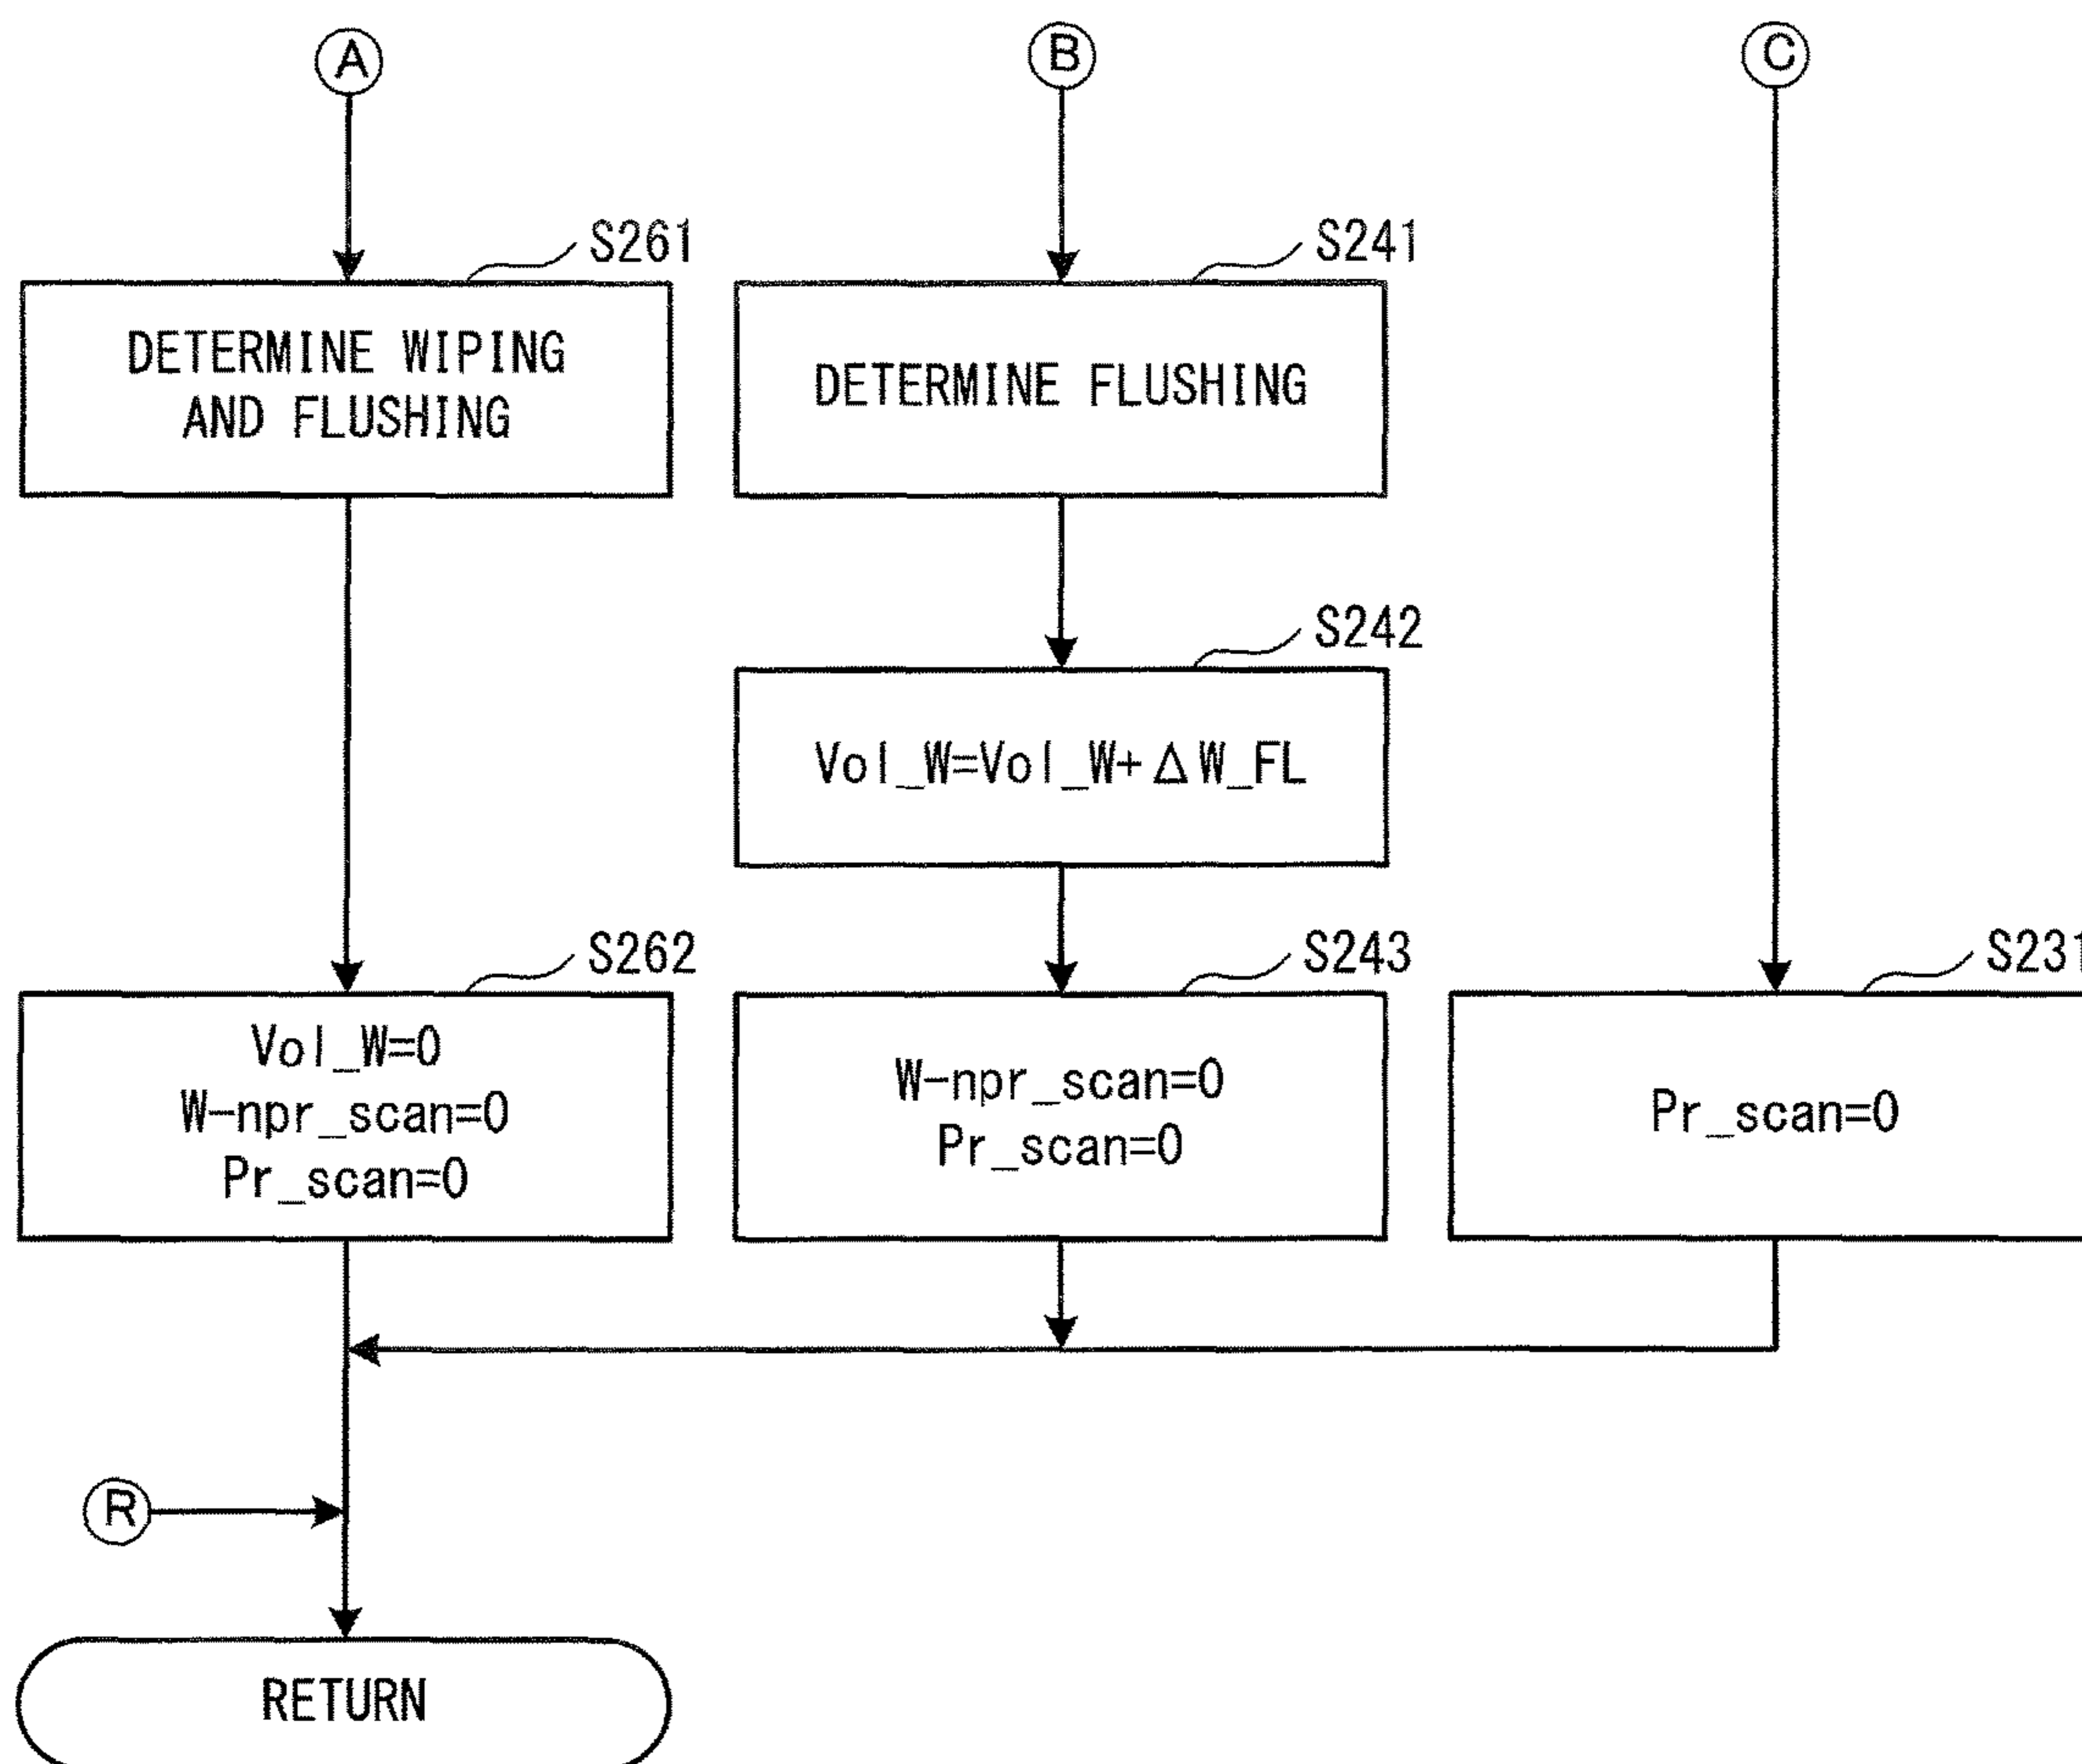 A
B
C
S261
S241
DETERMINE WIPING
AND FLUSHING
DETERMINE FLUSHING
S242
Vol_W=Vol_W+ΔW_FL
S262
S243
S231
Vol_W=0
W-npr_scan=0
Pr_scan=0
W-npr_scan=0
Pr_scan=0
Pr_scan=0
R
RETURN